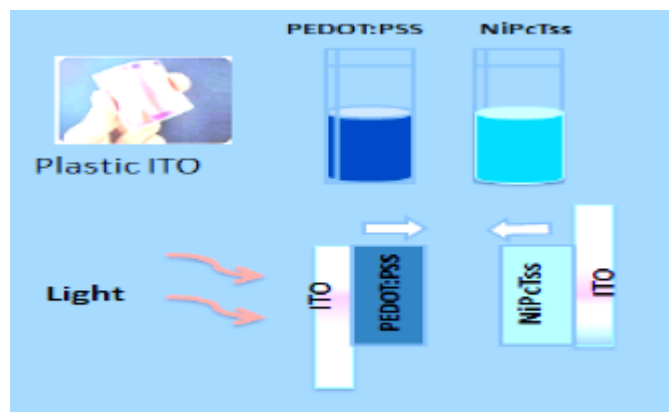 PEDOT:PSS NiPcTss
Plastic ITO
Light
ITO
PEDOT:PSS
NiPcTss
ITO